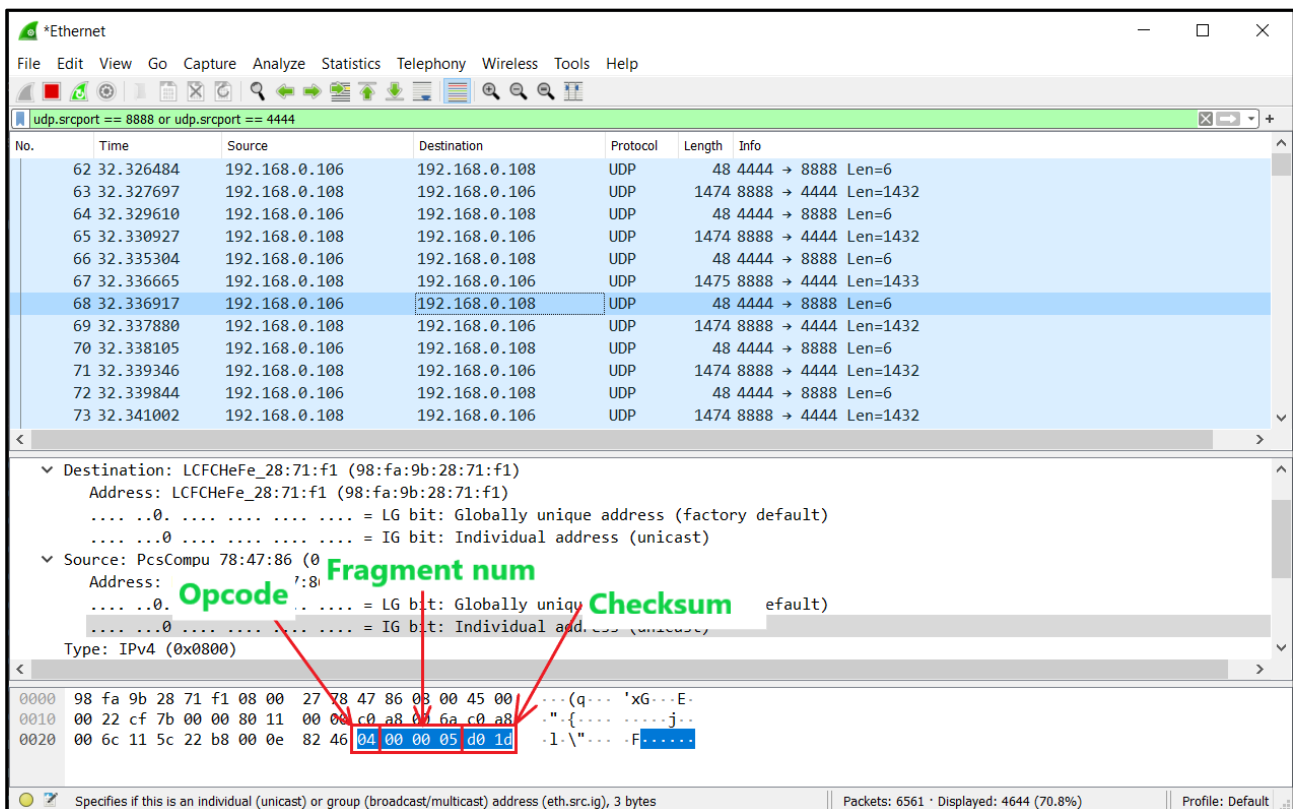 *Ethernet
File Edit View Go Capture Analyze Statistics Telephony Wireless Tools Help
udp.srcport == 8888 or udp.srcport == 4444
No. Time Source Destination Protocol Length Info
62 32.326484 192.168.0.106 192.168.0.108 UDP 48 4444 → 8888 Len=6
63 32.327697 192.168.0.108 192.168.0.106 UDP 1474 8888 → 4444 Len=1432
64 32.329610 192.168.0.106 192.168.0.108 UDP 48 4444 → 8888 Len=6
65 32.330927 192.168.0.108 192.168.0.106 UDP 1474 8888 → 4444 Len=1432
66 32.335304 192.168.0.106 192.168.0.108 UDP 48 4444 → 8888 Len=6
67 32.336665 192.168.0.108 192.168.0.106 UDP 1475 8888 → 4444 Len=1433
68 32.336917 192.168.0.106 192.168.0.108 UDP 48 4444 → 8888 Len=6
69 32.337880 192.168.0.108 192.168.0.106 UDP 1474 8888 → 4444 Len=1432
70 32.338105 192.168.0.106 192.168.0.108 UDP 48 4444 → 8888 Len=6
71 32.339346 192.168.0.108 192.168.0.106 UDP 1474 8888 → 4444 Len=1432
72 32.339844 192.168.0.106 192.168.0.108 UDP 48 4444 → 8888 Len=6
73 32.341002 192.168.0.108 192.168.0.106 UDP 1474 8888 → 4444 Len=1432
Destination: LCFCHeFe_28:71:f1 (98:fa:9b:28:71:f1)
Address: LCFCHeFe_28:71:f1 (98:fa:9b:28:71:f1)
.... ..0. .... .... .... .... = LG bit: Globally unique address (factory default)
.... ...0 .... .... .... .... = IG bit: Individual address (unicast)
Source: PcsCompu 78:47:86 (0
Fragment num
Address:
Opcode
Checksum
.... ..0. .... = LG bit: Globally uniqu efault)
.... ...0 .... .... .... .... = IG bit: Individual address (unicast)
Type: IPv4 (0x0800)
0000 98 fa 9b 28 71 f1 08 00 27 78 47 86 08 00 45 00 ···(q··· 'xG···E·
0010 00 22 cf 7b 00 00 80 11 00 00 c0 a8 00 6a c0 a8 ·"·{···· ·····j··
0020 00 6c 11 5c 22 b8 00 0e 82 46 04 00 00 05 d0 1d ·l·\"··· ·F······
Specifies if this is an individual (unicast) or group (broadcast/multicast) address (eth.src.ig), 3 bytes
Packets: 6561 · Displayed: 4644 (70.8%)
Profile: Default